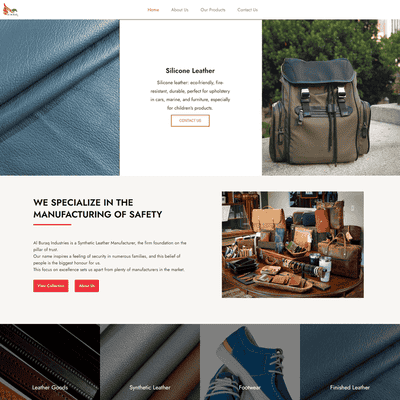 Home About Us Our Products Contact Us
Silicone Leather
Silicone leather: eco-friendly, fire
resistant, durable, perfect for upholstery
in cars, marine, and furniture, especially
for children's products.
CONTACT US
WE SPECIALIZE IN THE
MANUFACTURING OF SAFETY
Al Buraq Industries is a Synthetic Leather Manufacturer, the firm foundation on the
pillar of trust.
Our name inspires a feeling of security in numerous families, and this belief of
people is the biggest honour for us.
This focus on excellence sets us apart from plenty of manufacturers in the market.
View Collection About Us
Leather Goods Synthetic Leather Footwear Finished Leather